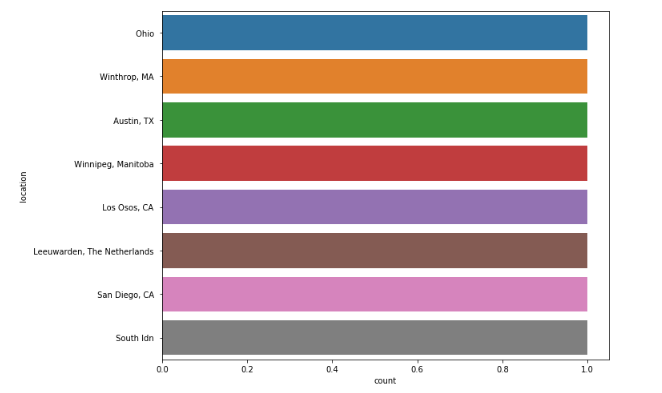 location
Ohio
Winthrop, MA
Austin, TX
Winnipeg, Manitoba
Los Osos, CA
Leeuwarden, The Netherlands
San Diego, CA
South Idn
0.0 0.2 0.4 0.6 0.8 1.0
count